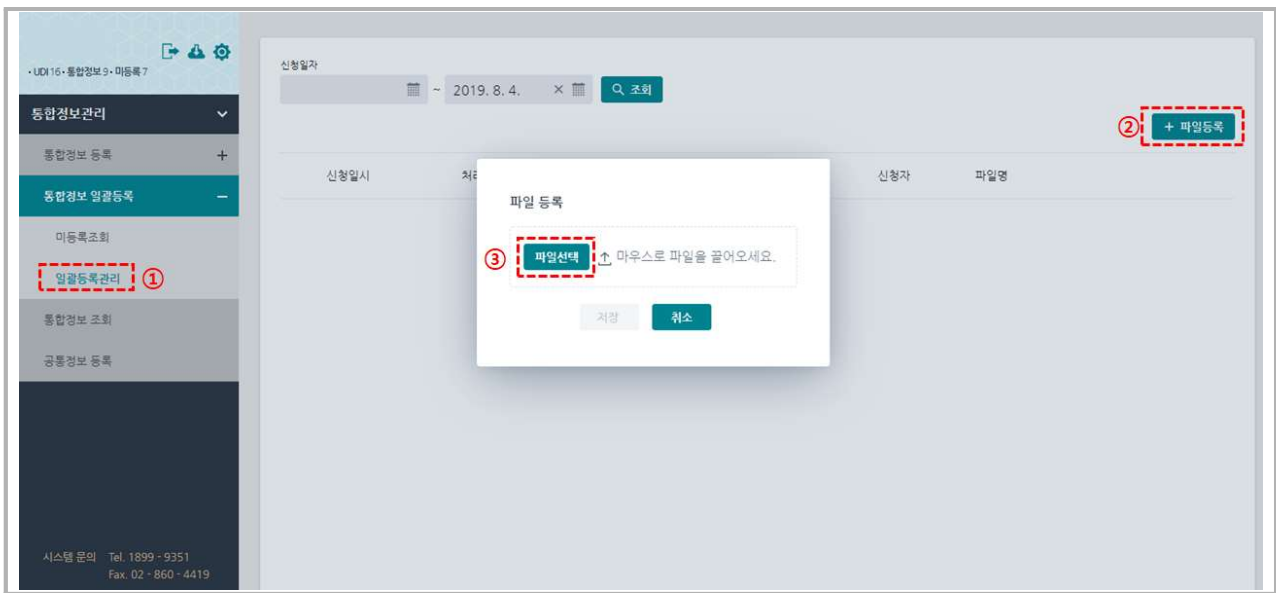 · UDI 16 · 통합정보 9 · 미등록 7
통합정보관리
통합정보 등록 +
통합정보 일괄등록 −
미등록조회
일괄등록관리 ①
통합정보 조회
공통정보 등록
시스템 문의 Tel. 1899 - 9351
Fax. 02 - 860 - 4419
신청일자
~ 2019. 8. 4. × 조회
② + 파일등록
신청일시 신청자 파일명
파일 등록
③ 파일선택 마우스로 파일을 끌어오세요.
저장 취소